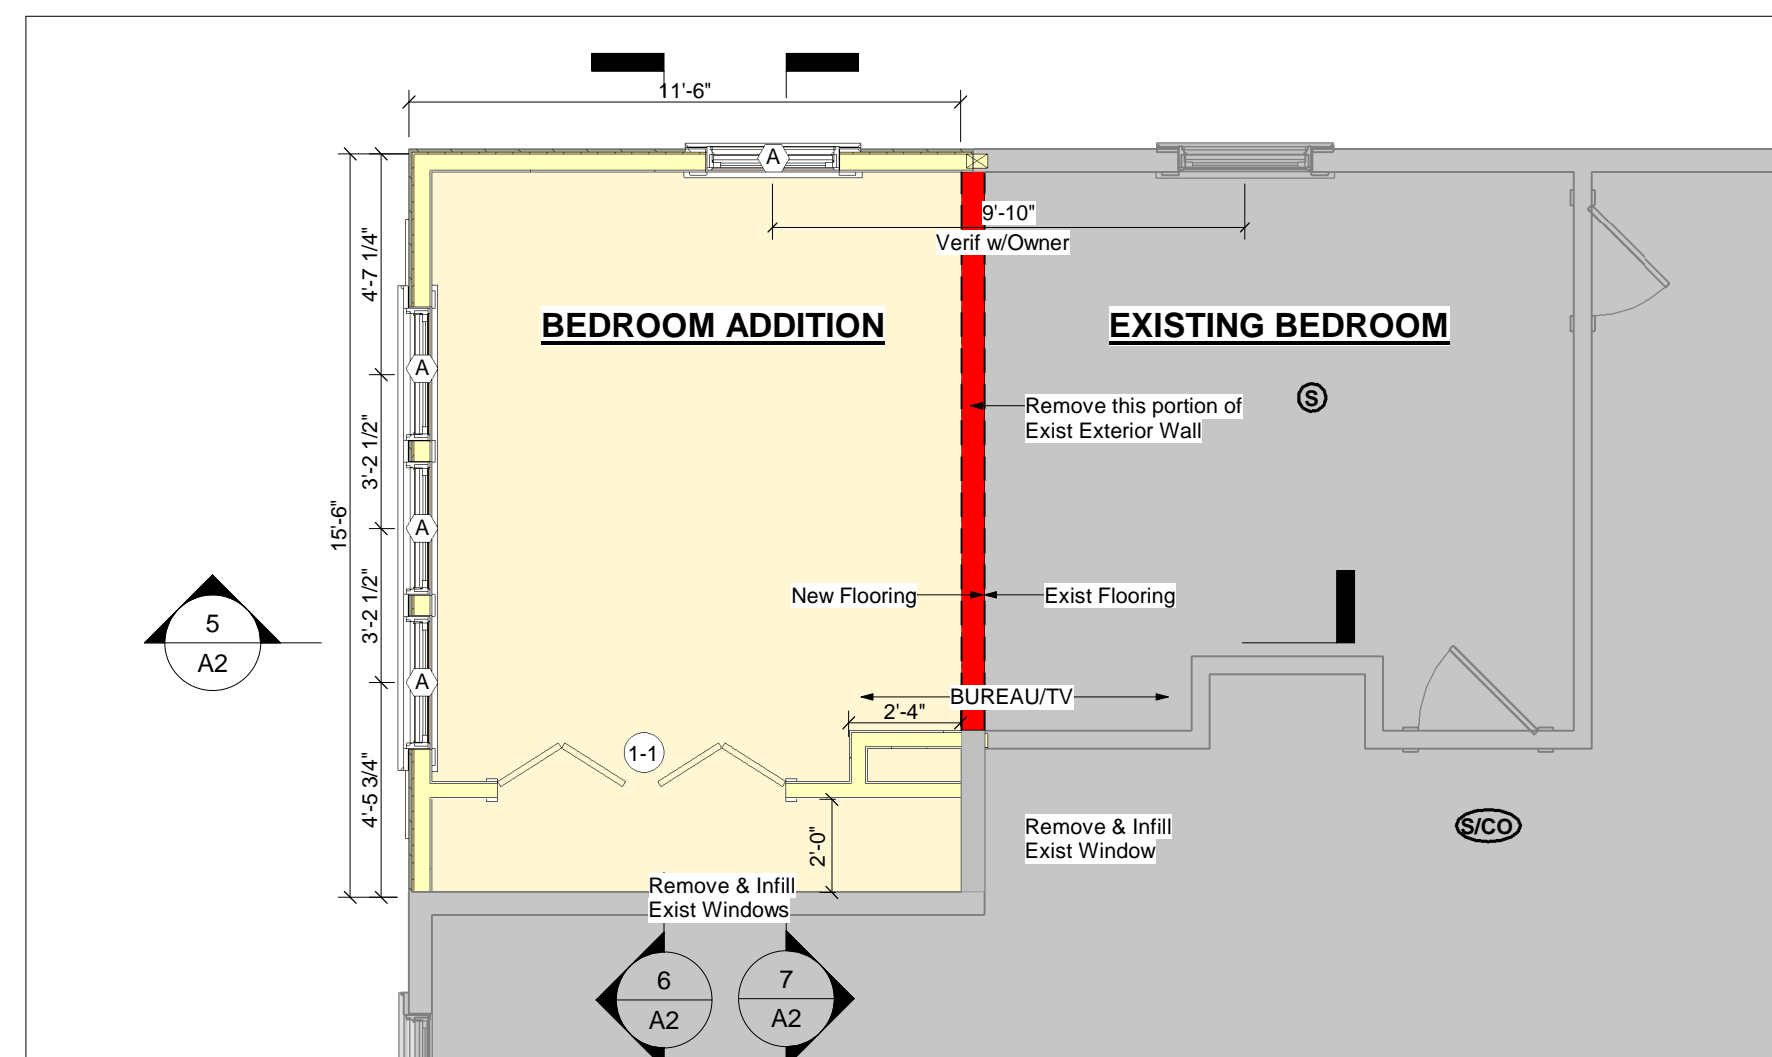 11'-6"
A
9'-10"
Verif w/Owner
4'-7 1/4"
BEDROOM ADDITION
EXISTING BEDROOM
A
S
Remove this portion of
Exist Exterior Wall
3'-2 1/2"
15'-6"
A
New Flooring
Exist Flooring
3'-2 1/2"
5
A2
A
BUREAU/TV
2'-4"
1-1
4'-5 3/4"
2'-0"
Remove & Infill
Exist Window
S/CO
Remove & Infill
Exist Windows
6
A2
7
A2